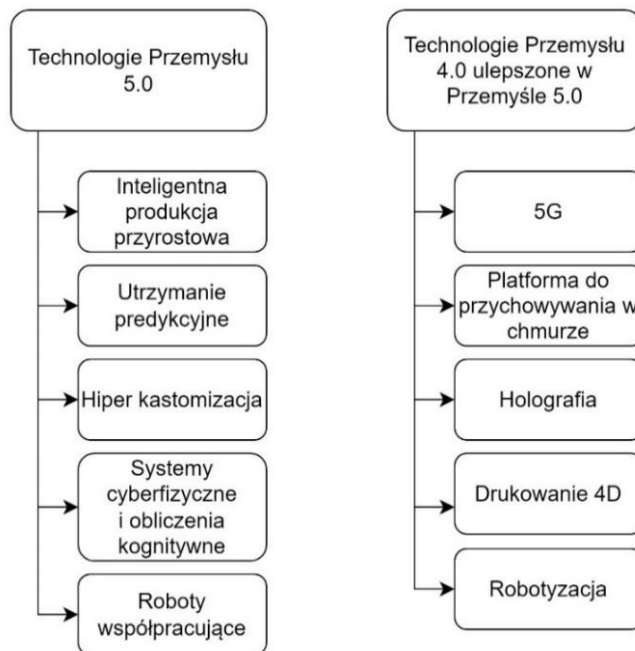 Technologie Przemysłu
5.0
Inteligentna
produkcja
przyrostowa
Utrzymanie
predykcyjne
Hiper kastomizacja
Systemy
cyberfizyczne
i obliczenia
kognitywne
Roboty
współpracujące
Technologie Przemysłu
4.0 ulepszone w
Przemyśle 5.0
5G
Platforma do
przychowywania w
chmurze
Holografia
Drukowanie 4D
Robotyzacja